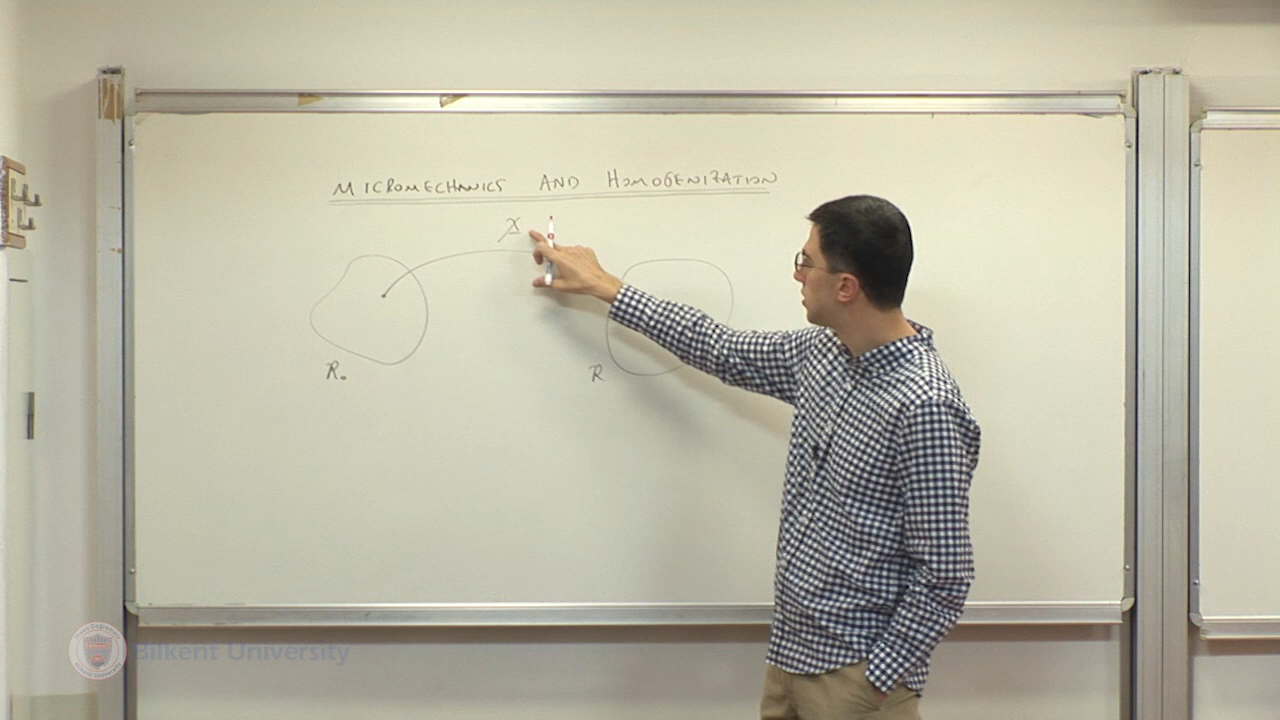 MICROMECHANICS AND HOMOGENIZATION
χ
R₀
R
Bilkent University